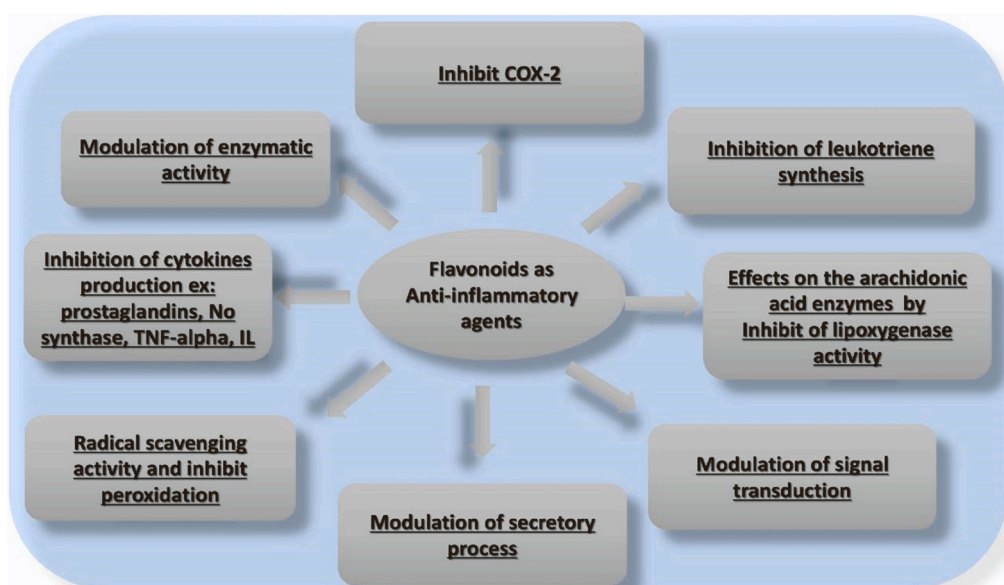 Inhibit COX-2
Modulation of enzymatic
activity
Inhibition of leukotriene
synthesis
Inhibition of cytokines
production ex:
prostaglandins, No
synthase, TNF-alpha, IL
Flavonoids as
Anti-inflammatory
agents
Effects on the arachidonic
acid enzymes by
Inhibit of lipoxygenase
activity
Radical scavenging
activity and inhibit
peroxidation
Modulation of secretory
process
Modulation of signal
transduction